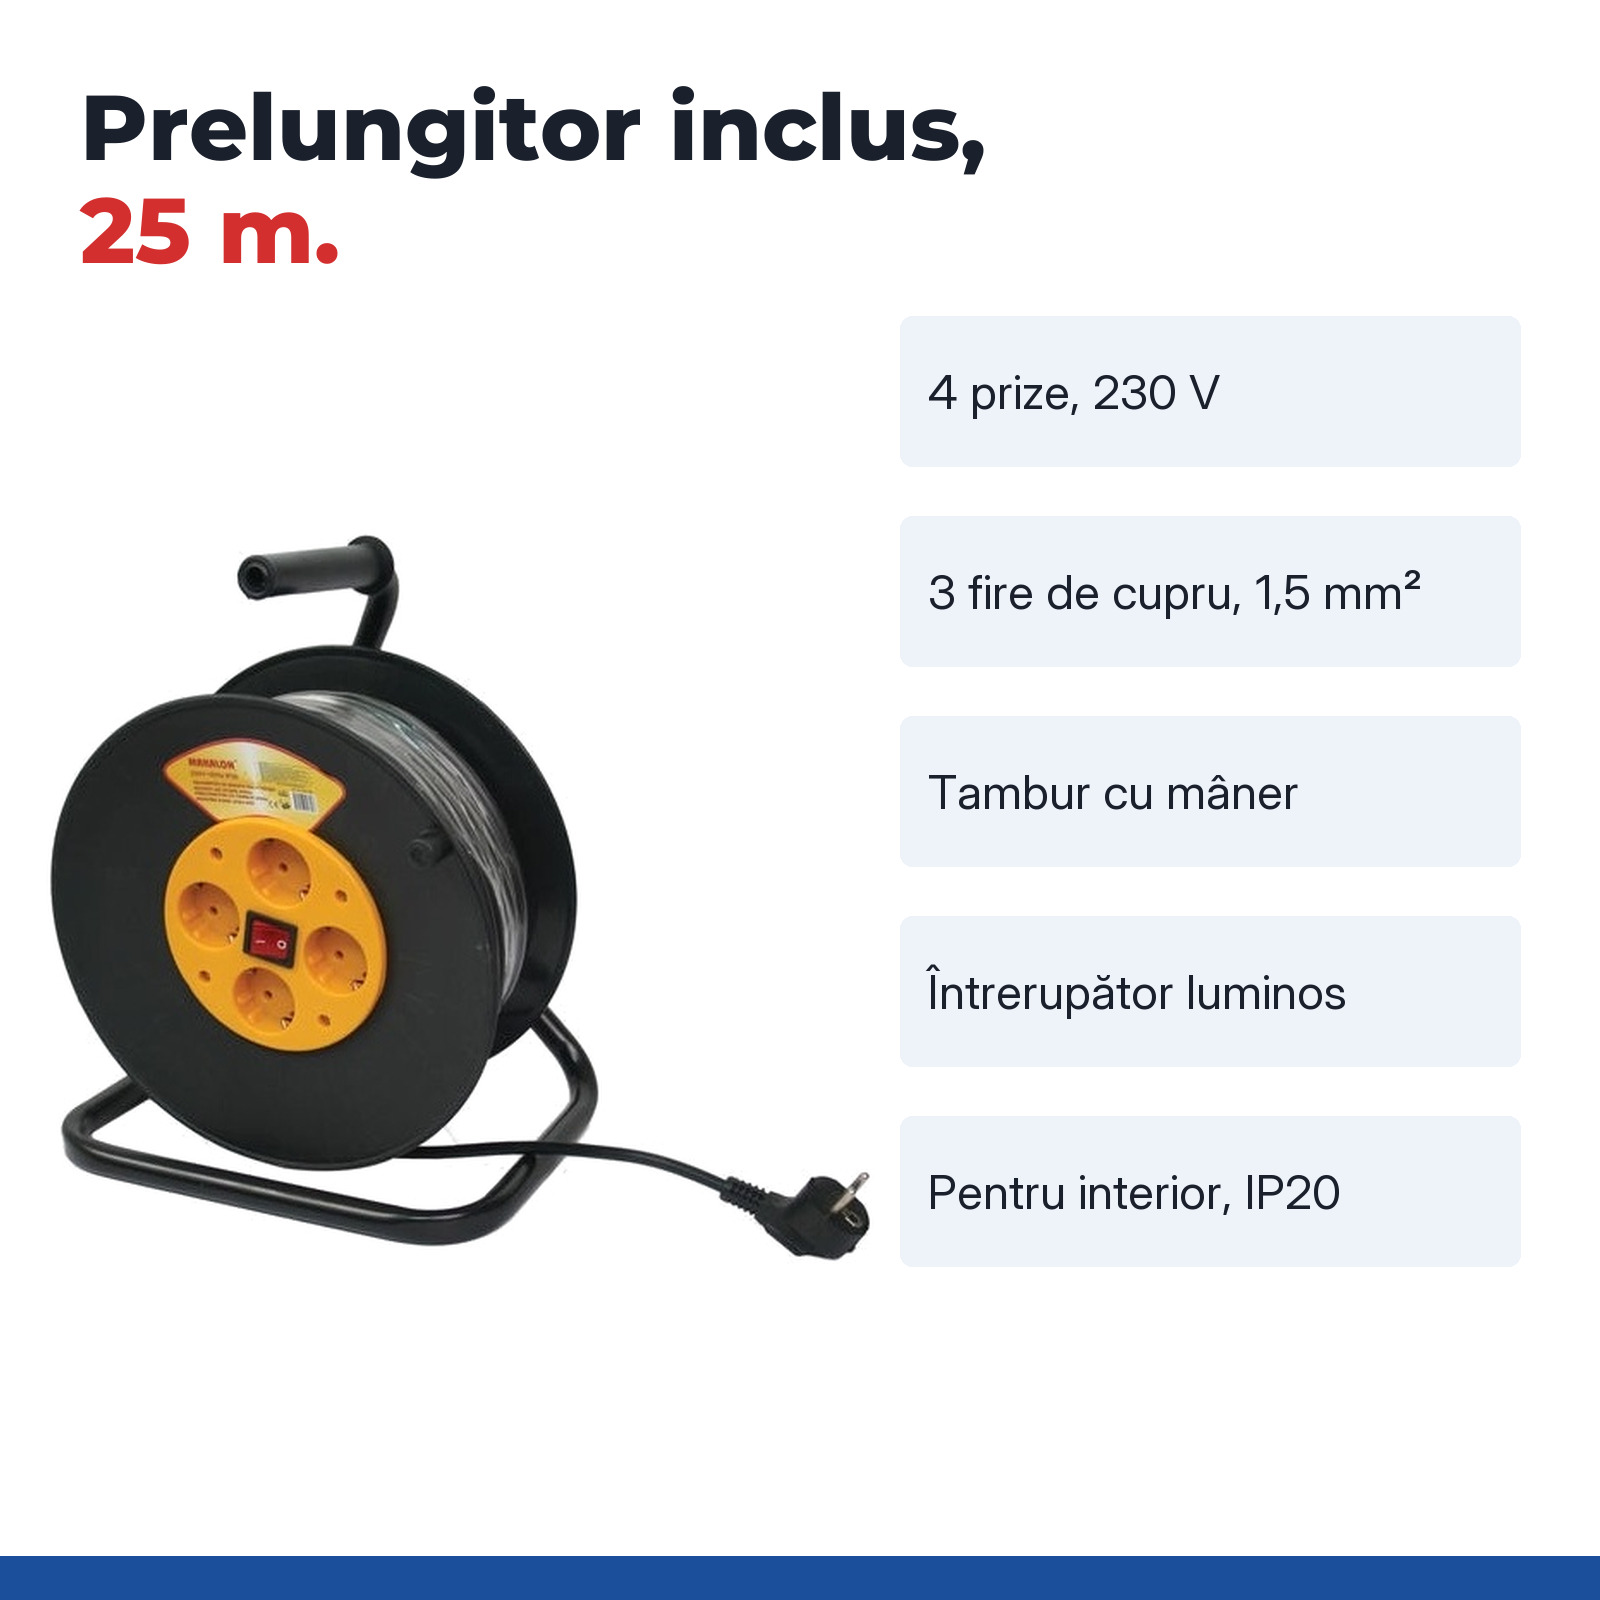 Prelungitor inclus,
25 m.
4 prize, 230 V
3 fire de cupru, 1,5 mm²
Tambur cu mâner
Întrerupător luminos
Pentru interior, IP20